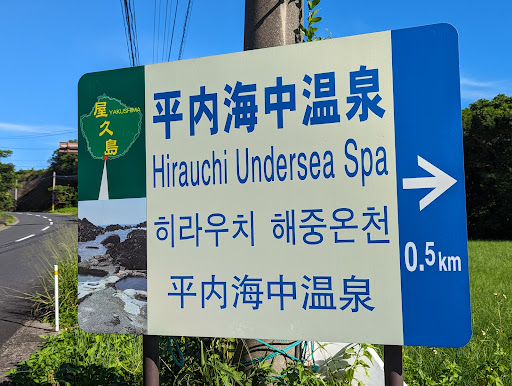 屋久島
YAKUSHIMA
平内海中温泉
Hirauchi Undersea Spa
히라우치 해중온천
平内海中温泉
0.5km